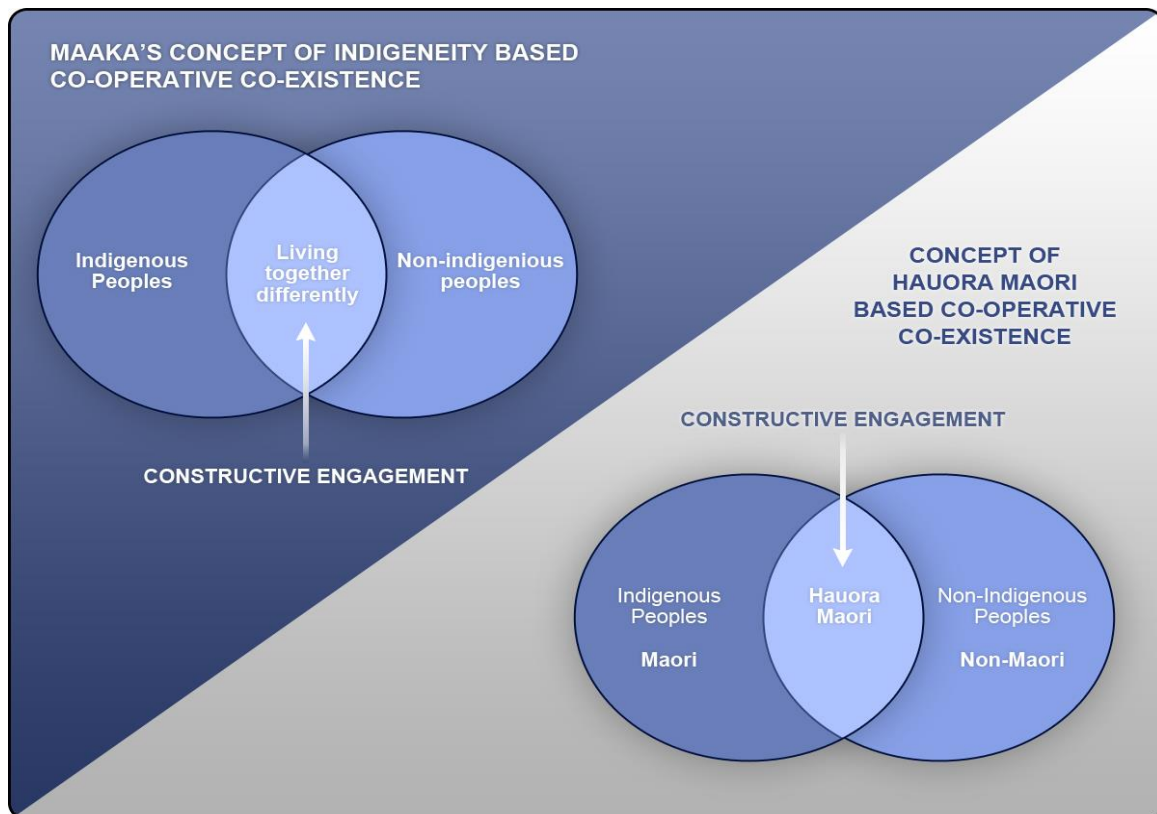 MAAKA'S CONCEPT OF INDIGENEITY BASED
CO-OPERATIVE CO-EXISTENCE
Indigenous
Peoples
Living
together
differently
Non-indigenious
peoples
CONSTRUCTIVE ENGAGEMENT
CONCEPT OF
HAUORA MAORI
BASED CO-OPERATIVE
CO-EXISTENCE
CONSTRUCTIVE ENGAGEMENT
Indigenous
Peoples
Maori
Hauora
Maori
Non-Indigenous
Peoples
Non-Maori